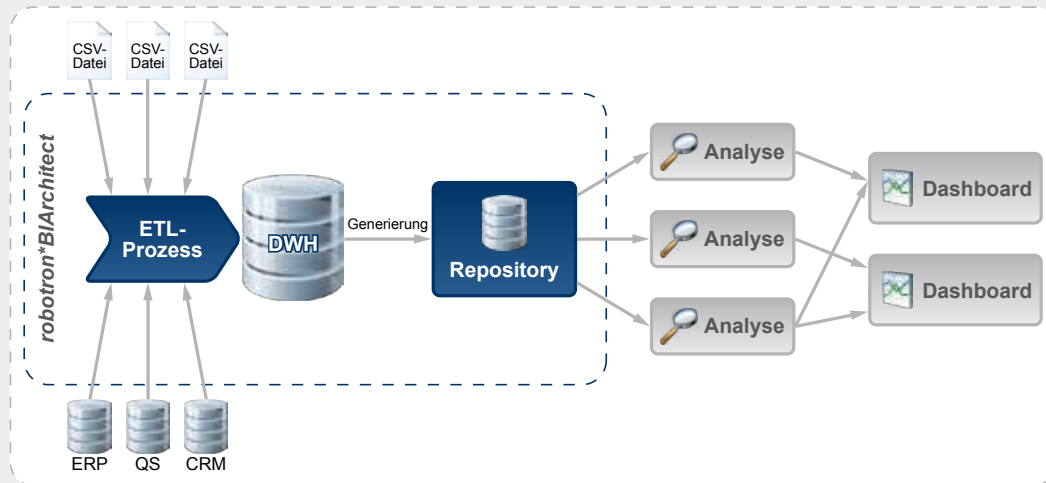 CSV-
Datei
CSV-
Datei
CSV-
Datei
robotron*BIArchitect
ETL-
Prozess
DWH
Generierung
Repository
Analyse
Analyse
Analyse
Dashboard
Dashboard
ERP
QS
CRM